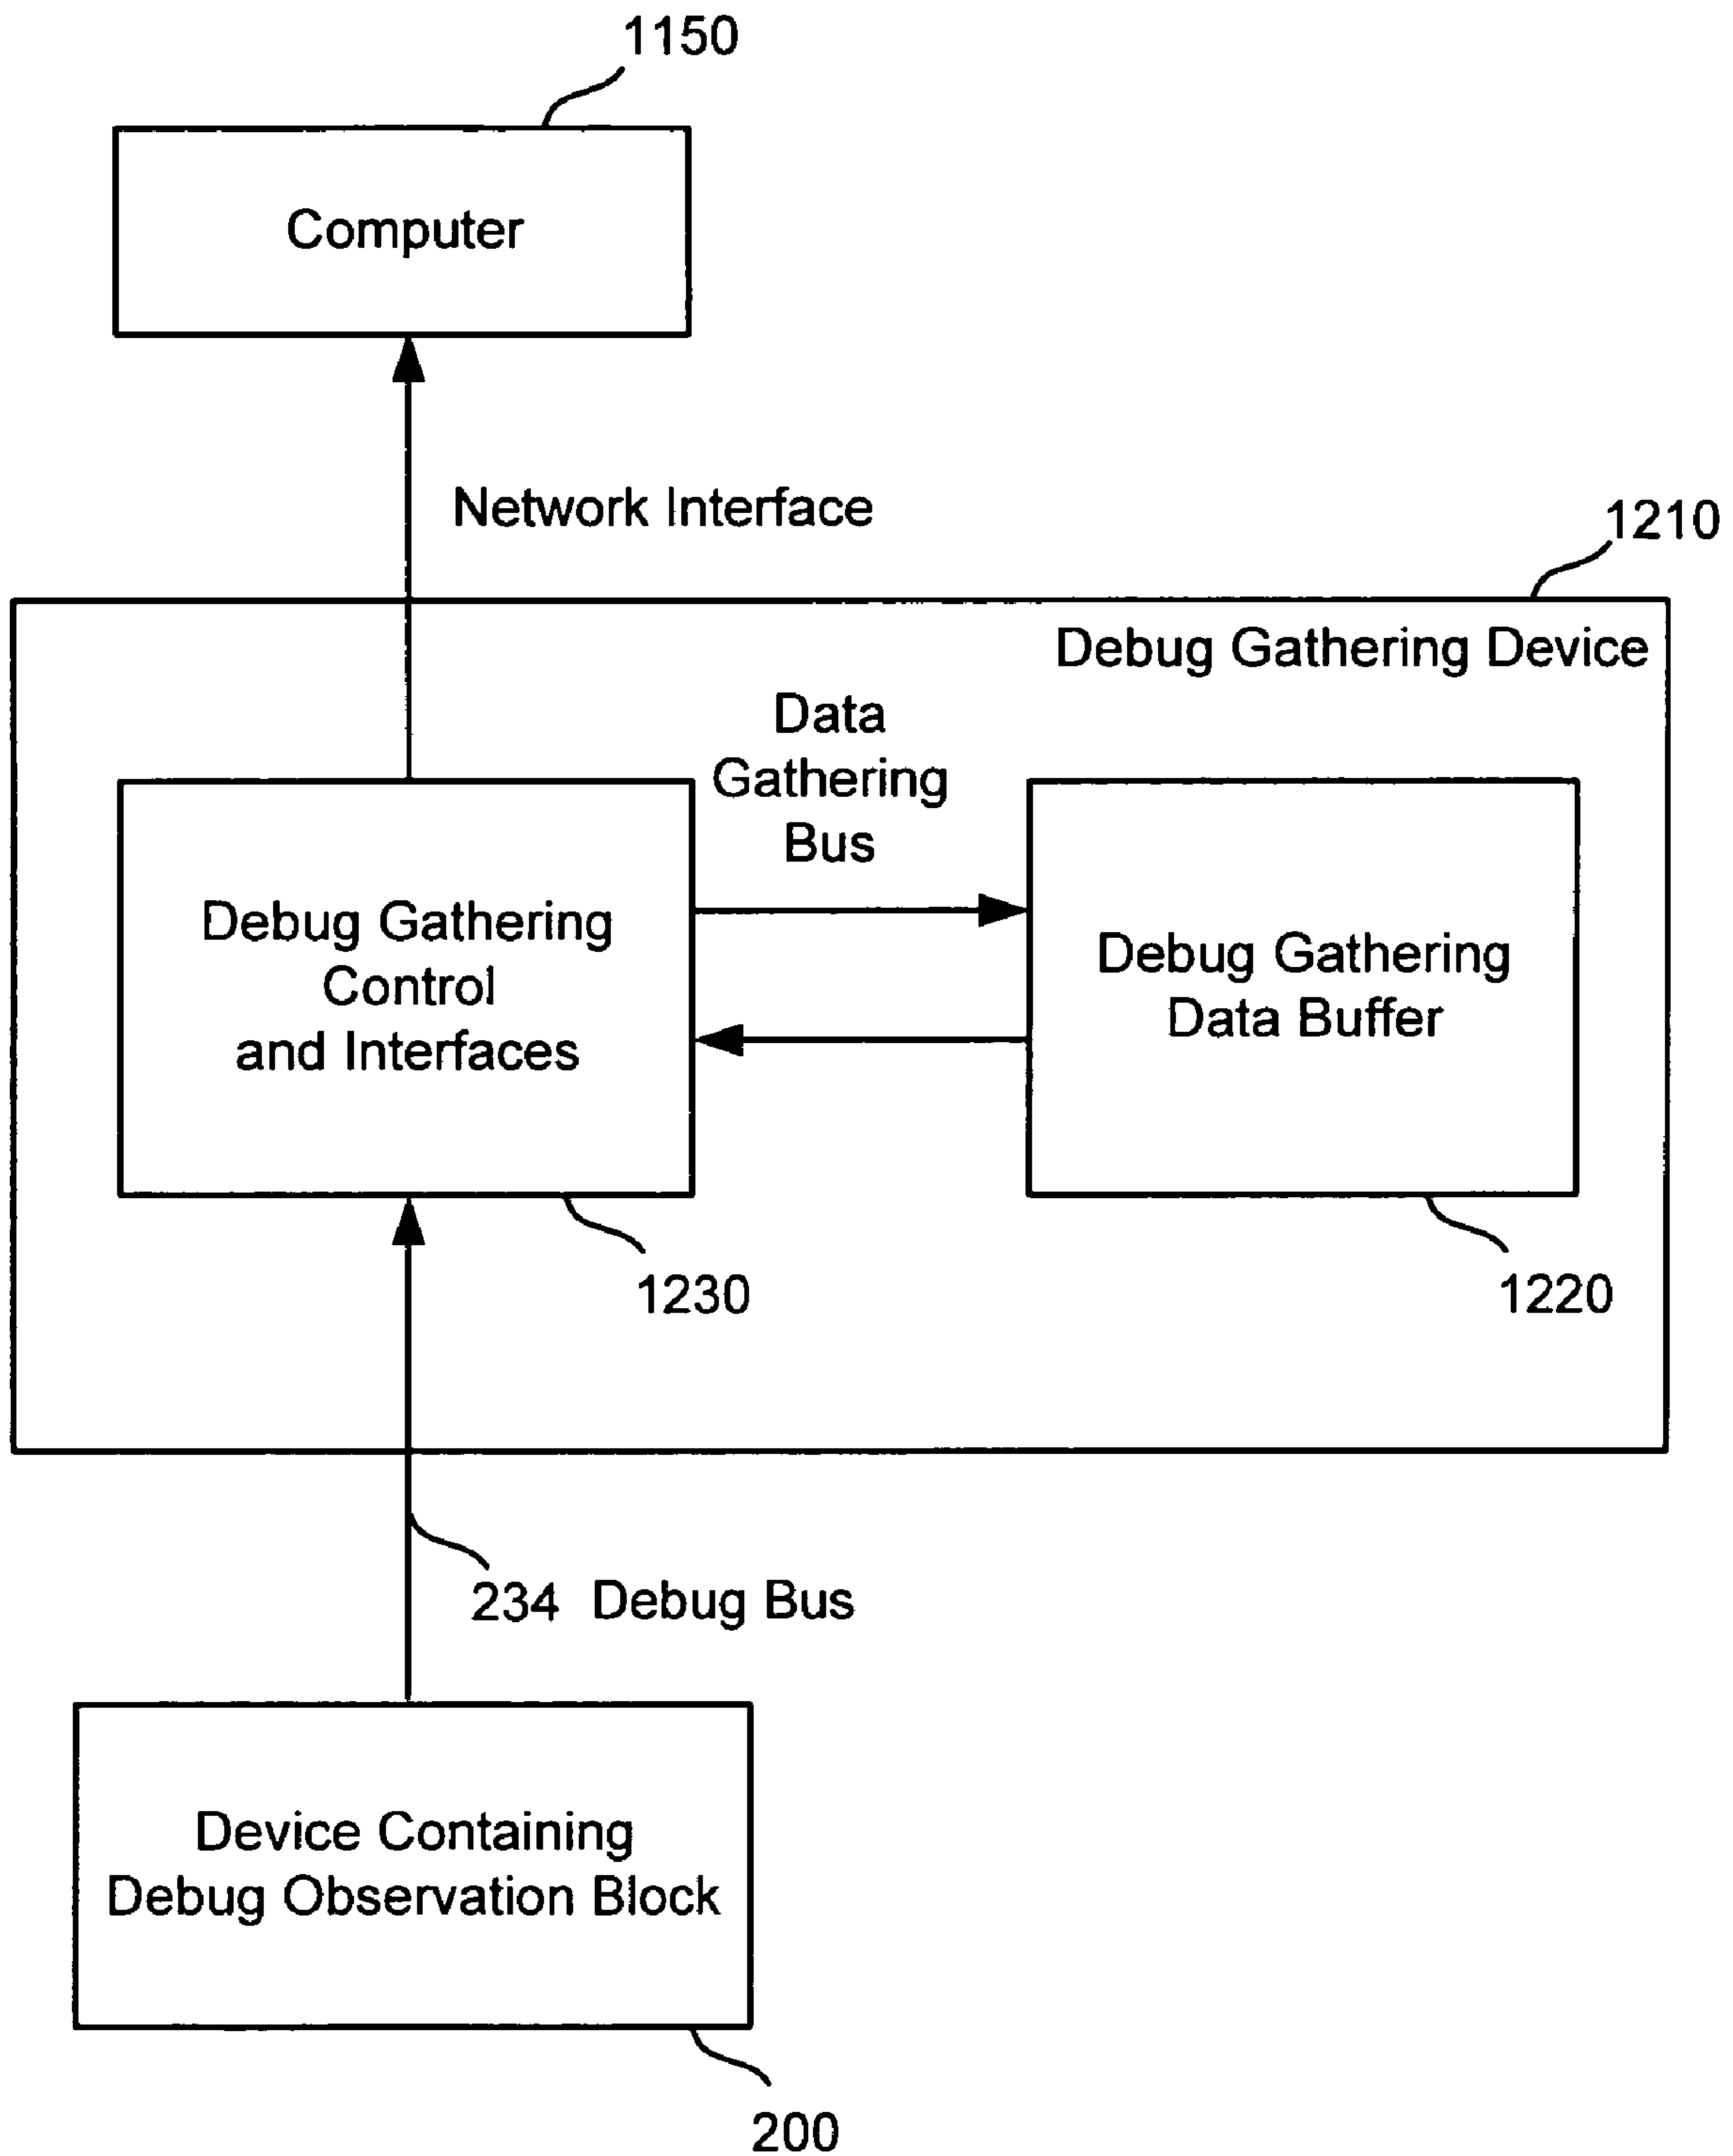 1150
Computer
Network Interface
1210
Debug Gathering Device
Data
Gathering
Bus
Debug Gathering
Control
and Interfaces
Debug Gathering
Data Buffer
1230
1220
234 Debug Bus
Device Containing
Debug Observation Block
200